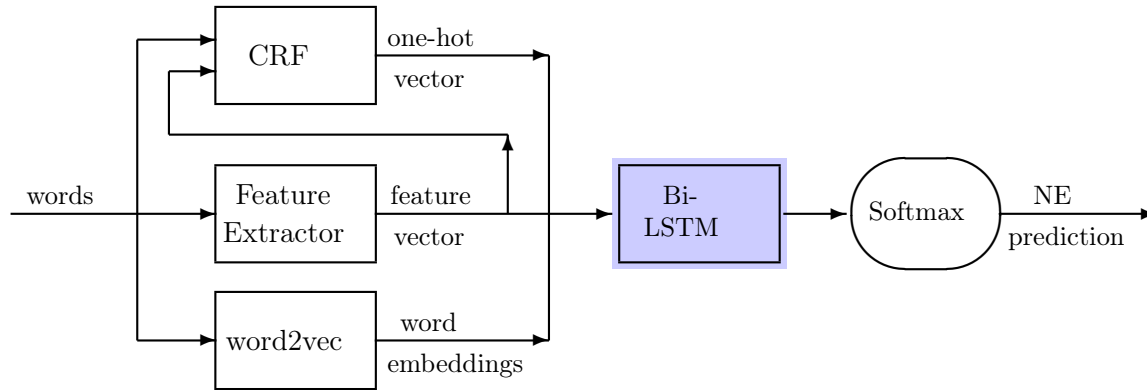 CRF
one-hot
vector
words
Feature
Extractor
feature
vector
Bi-
LSTM
Softmax
NE
prediction
word2vec
word
embeddings